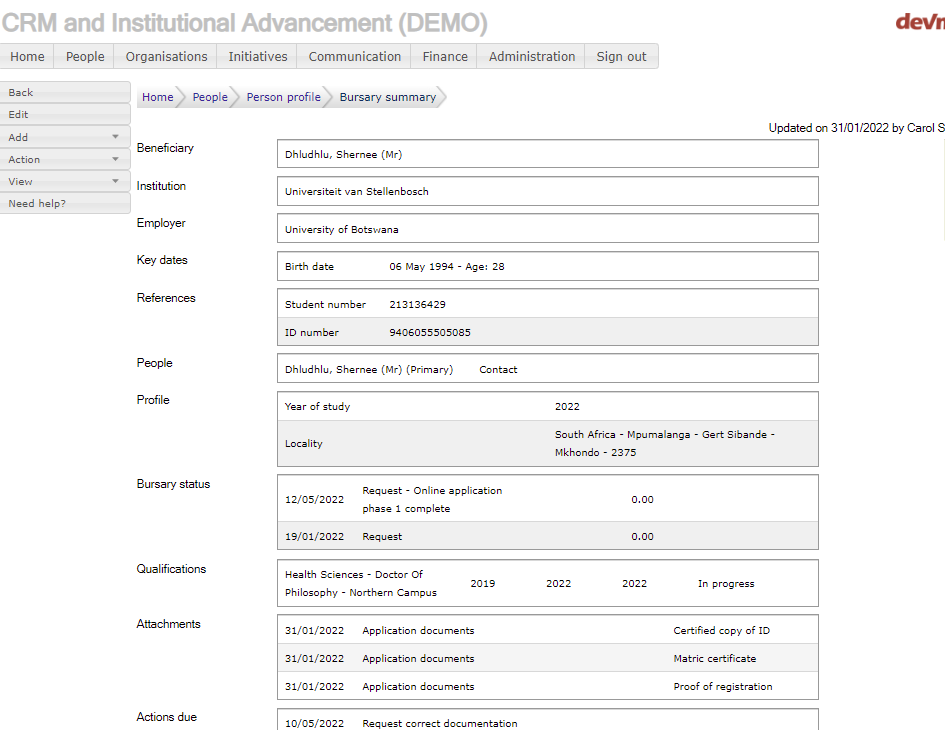 CRM and Institutional Advancement (DEMO)
Home People Organisations Initiatives Communication Finance Administration Sign out
Back
Edit
Add
Action
View
Need help?
Home People Person profile Bursary summary
Updated on 31/01/2022 by Carol S
Beneficiary Dhludhlu, Shernee (Mr)
Institution Universiteit van Stellenbosch
Employer University of Botswana
Key dates Birth date 06 May 1994 - Age: 28
References Student number 213136429
ID number 9406055505085
People Dhludhlu, Shernee (Mr) (Primary) Contact
Profile Year of study 2022
Locality South Africa - Mpumalanga - Gert Sibande -
Mkhondo - 2375
Bursary status 12/05/2022 Request - Online application
phase 1 complete 0.00
19/01/2022 Request 0.00
Qualifications Health Sciences - Doctor Of
Philosophy - Northern Campus 2019 2022 2022 In progress
Attachments 31/01/2022 Application documents Certified copy of ID
31/01/2022 Application documents Matric certificate
31/01/2022 Application documents Proof of registration
Actions due 10/05/2022 Request correct documentation